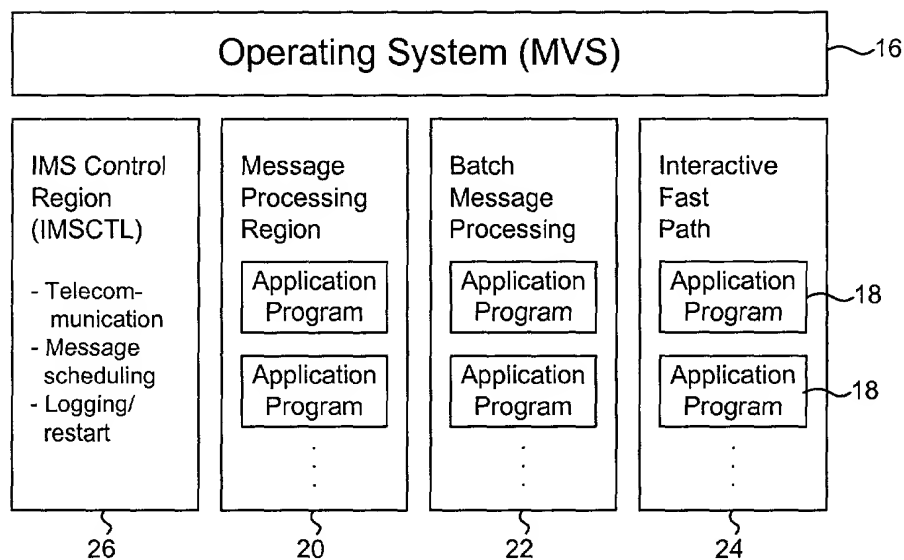 Operating System (MVS)
16
IMS Control
Region
(IMSCTL)
- Telecom-
munication
- Message
scheduling
- Logging/
restart
Message
Processing
Region
Application
Program
Application
Program
Batch
Message
Processing
Application
Program
Application
Program
Interactive
Fast
Path
Application
Program
18
Application
Program
18
26
20
22
24